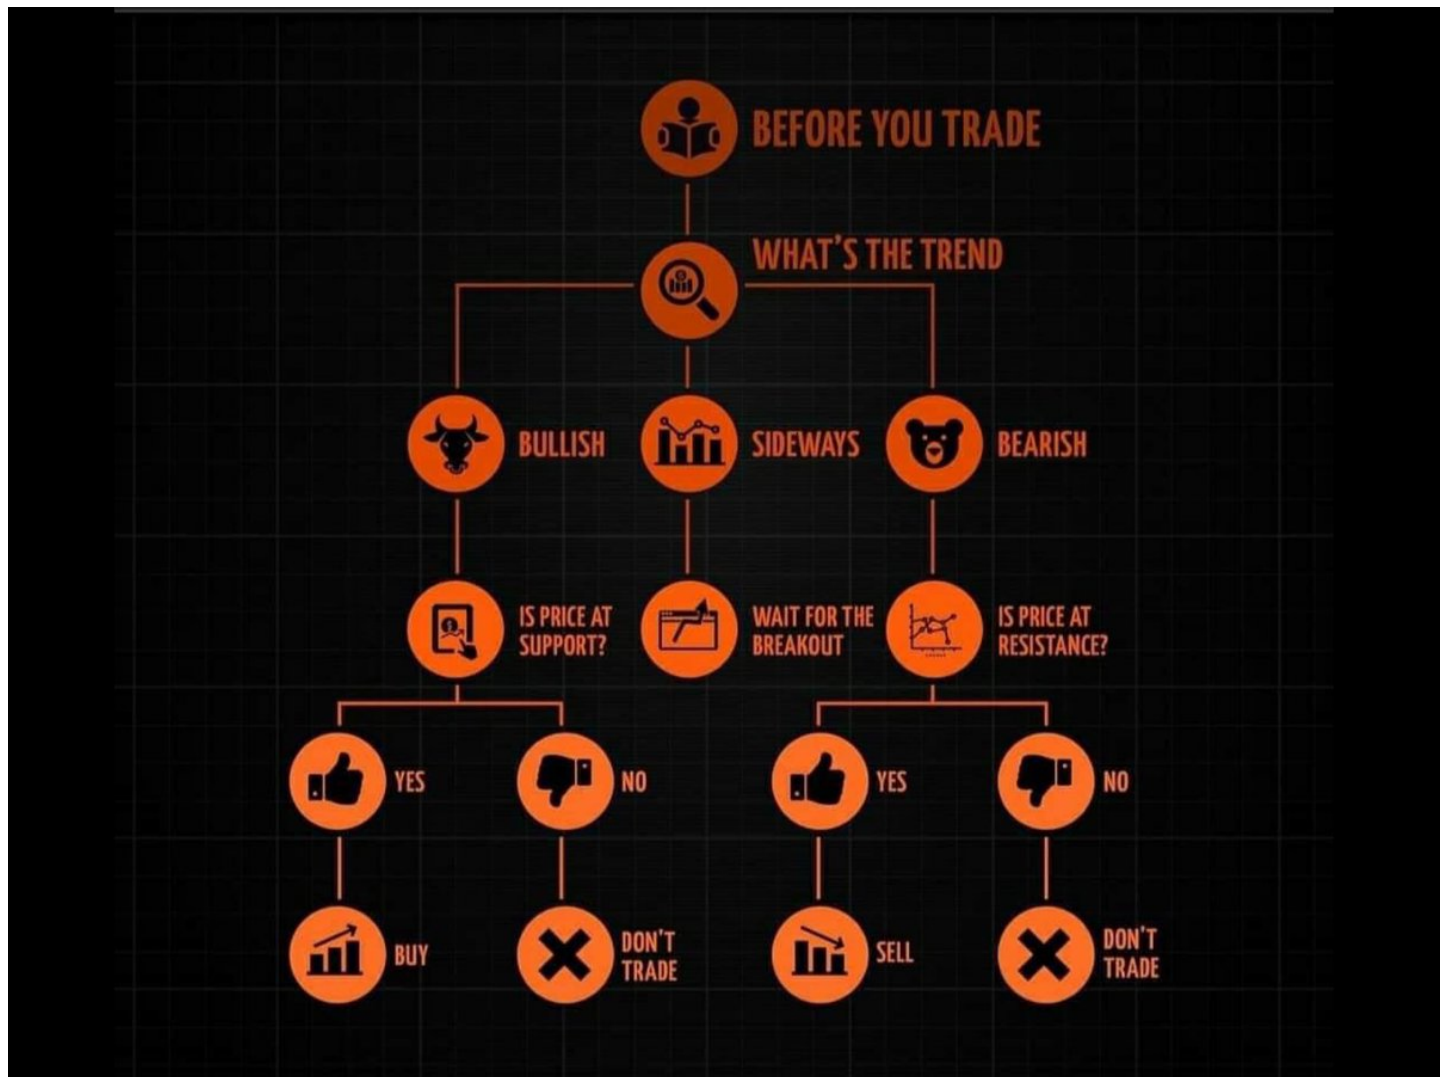 BEFORE YOU TRADE
WHAT'S THE TREND
BULLISH
SIDEWAYS
BEARISH
IS PRICE AT
SUPPORT?
WAIT FOR THE
BREAKOUT
IS PRICE AT
RESISTANCE?
YES
NO
YES
NO
BUY
DON'T
TRADE
SELL
DON'T
TRADE